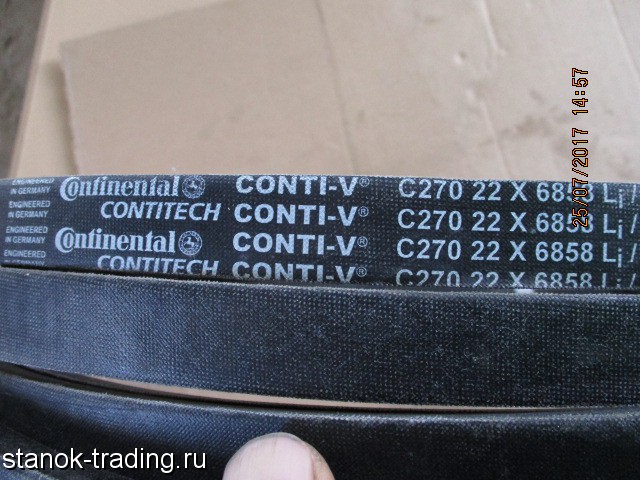 25/07/2017 14:57
ENGINEERED
IN GERMANY
Continental CONTI-V® C270 22 X 6858 Li
ENGINEERED
IN GERMANY
CONTITECH CONTI-V® C270 22 X 6858 Li /
ENGINEERED
IN GERMANY
Continental CONTI-V® C270 22 X 6858 Li /
ENGINEERED
CONTITECH CONTI-V® C270 22 X 6858 Li /
stanok-trading.ru